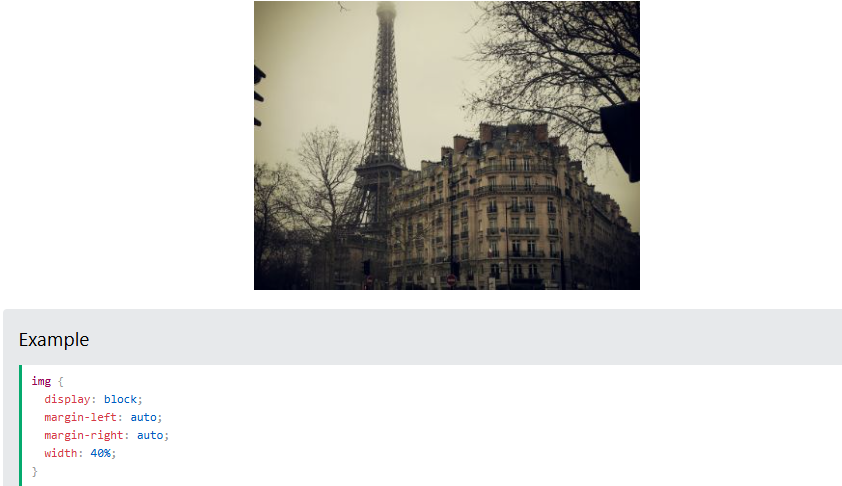 Example
img {
  display: block;
  margin-left: auto;
  margin-right: auto;
  width: 40%;
}